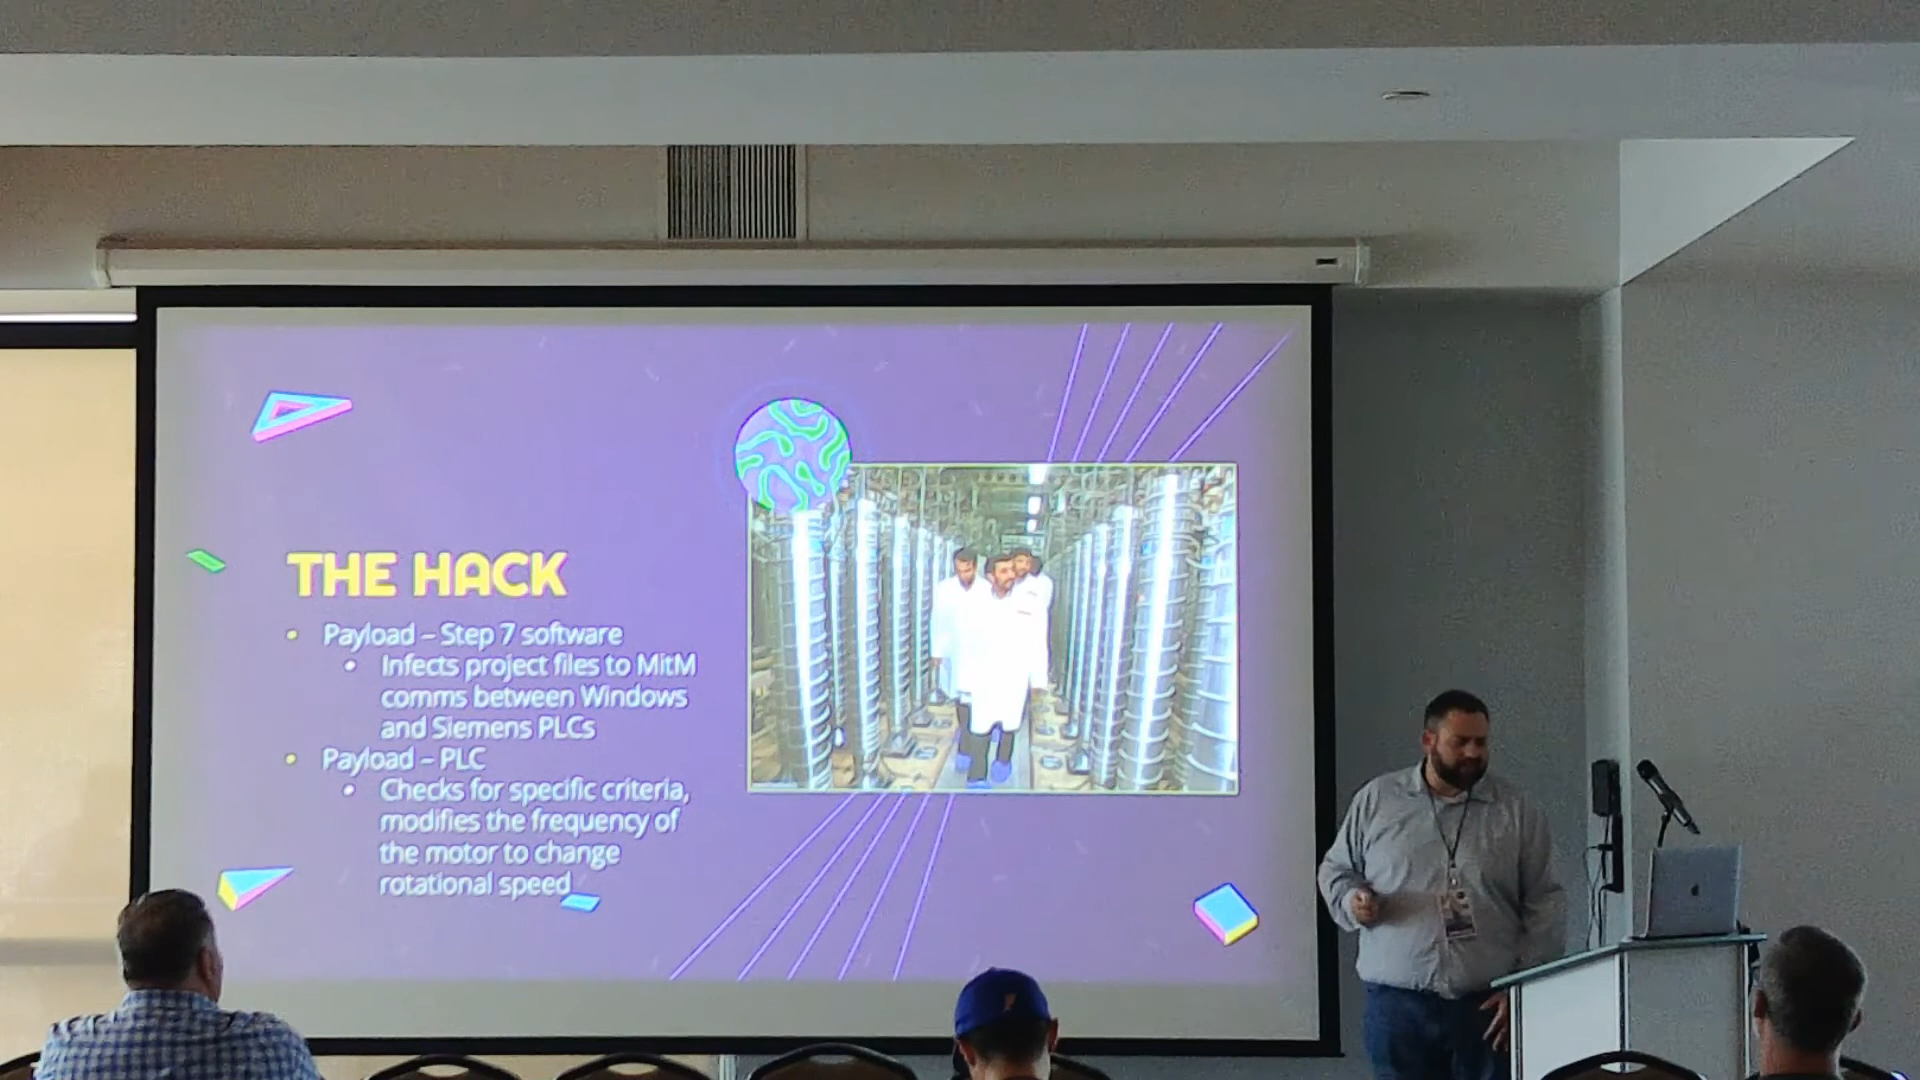 THE HACK
• Payload – Step 7 software
• Infects project files to MitM
comms between Windows
and Siemens PLCs
• Payload – PLC
• Checks for specific criteria,
modifies the frequency of
the motor to change
rotational speed